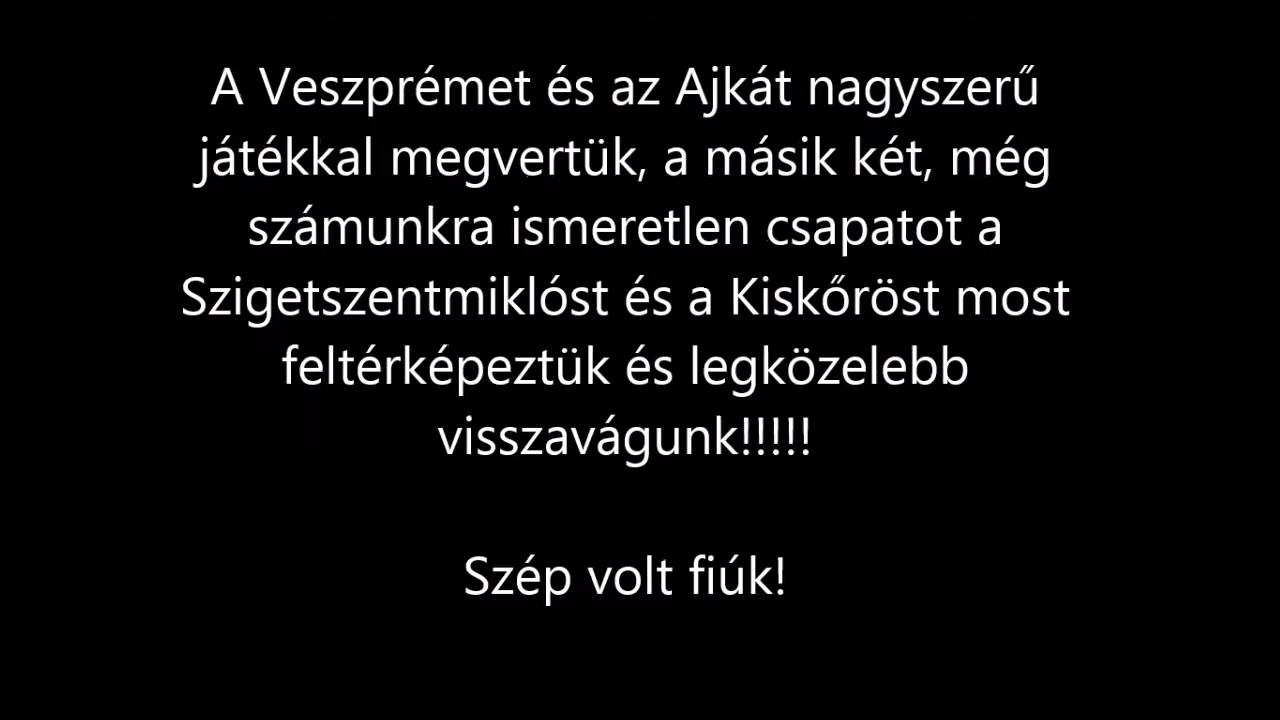 A Veszprémet és az Ajkát nagyszerű
játékkal megvertük, a másik két, még
számunkra ismeretlen csapatot a
Szigetszentmiklóst és a Kiskőröst most
feltérképeztük és legközelebb
visszavágunk!!!!!
Szép volt fiúk!